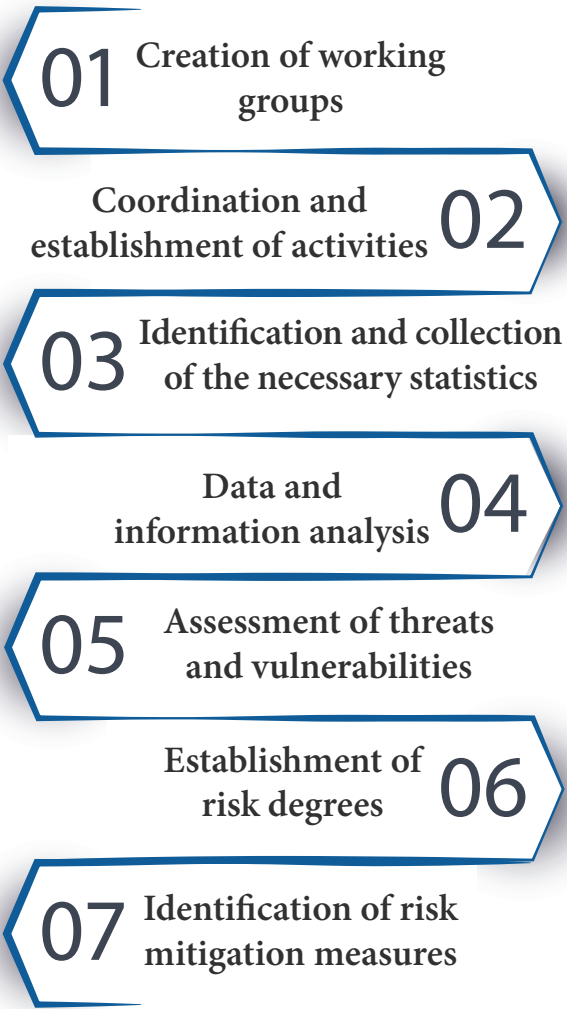 01
Creation of working
groups
Coordination and
establishment of activities
02
03
Identification and collection
of the necessary statistics
Data and
information analysis
04
05
Assessment of threats
and vulnerabilities
Establishment of
risk degrees
06
07
Identification of risk
mitigation measures